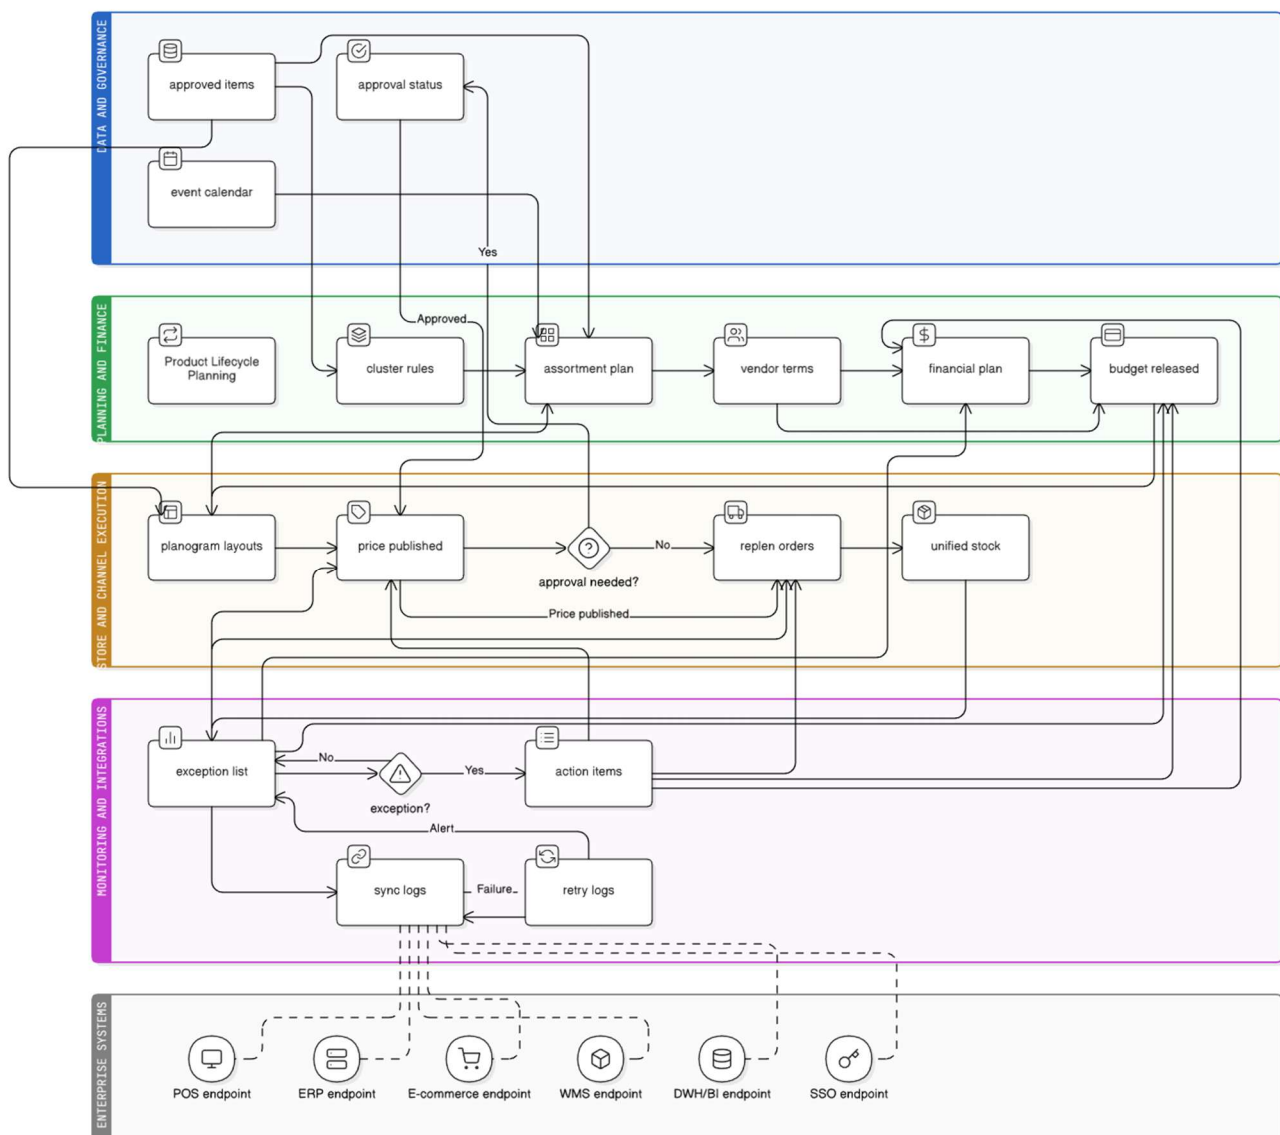 DATA AND GOVERNANCE
approved items
approval status
event calendar
Yes
PLANNING AND FINANCE
Approved
Product Lifecycle
Planning
cluster rules
assortment plan
vendor terms
financial plan
budget released
STORE AND CHANNEL EXECUTION
planogram layouts
price published
approval needed?
No
replen orders
unified stock
Price published
MONITORING AND INTEGRATIONS
exception list
No
exception?
Yes
action items
Alert
sync logs
Failure
retry logs
ENTERPRISE SYSTEMS
POS endpoint
ERP endpoint
E-commerce endpoint
WMS endpoint
DWH/BI endpoint
SSO endpoint